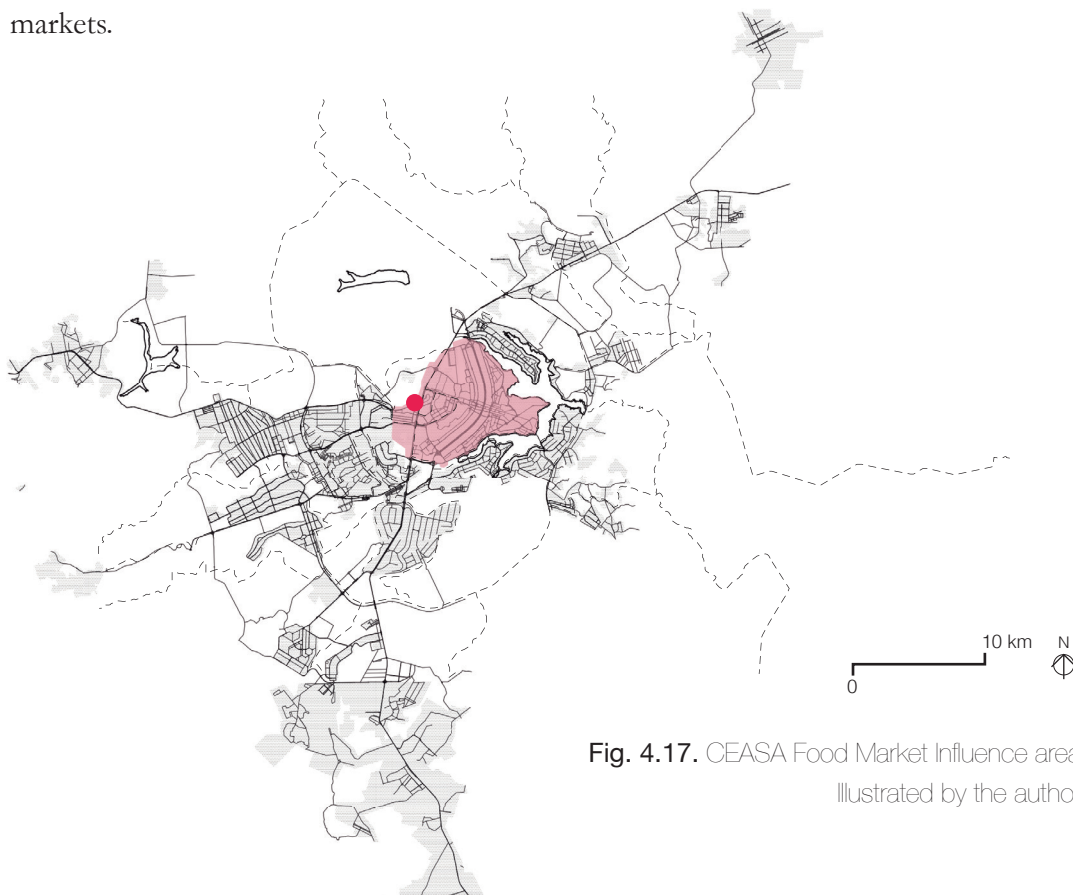 markets.
10 km
N
0
Fig. 4.17. CEASA Food Market Influence area
Illustrated by the autho